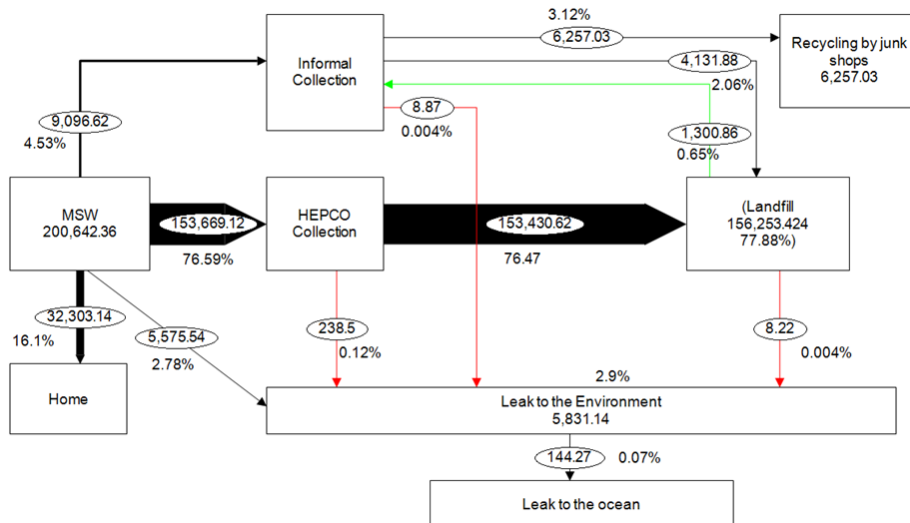 3.12%
6,257.03
Recycling by junk
shops
6,257.03
Informal
Collection
4,131.88
2.06%
9,096.62
4.53%
8.87
0.004%
1,300.86
0.65%
MSW
200,642.36
153,669.12
76.59%
HEPCO
Collection
153,430.62
76.47
(Landfill
156,253.424
77.88%)
32,303.14
16.1%
5,575.54
2.78%
238.5
0.12%
8.22
0.004%
Home
2.9%
Leak to the Environment
5,831.14
144.27
0.07%
Leak to the ocean